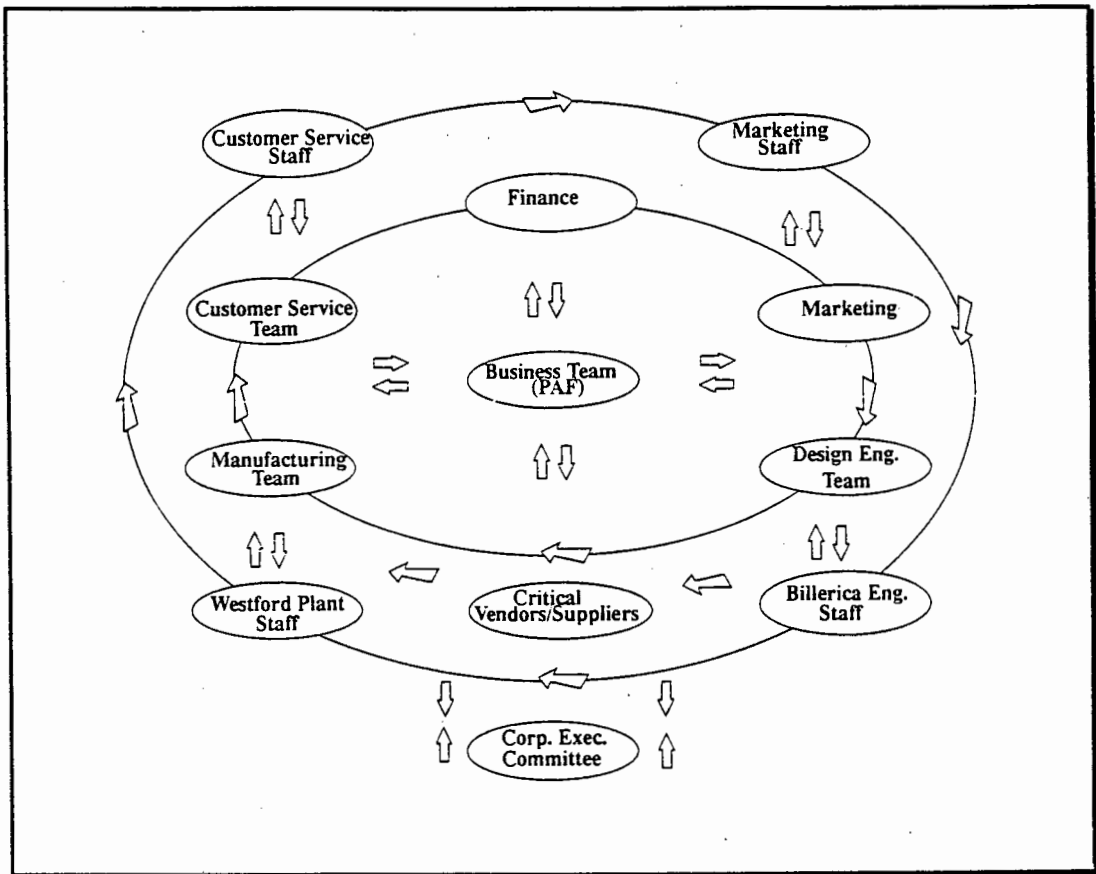 Customer Service
Staff
Marketing
Staff
Finance
Customer Service
Team
Marketing
Business Team
(PAF)
Manufacturing
Team
Design Eng.
Team
Westford Plant
Staff
Critical
Vendors/Suppliers
Billerica Eng.
Staff
Corp. Exec.
Committee